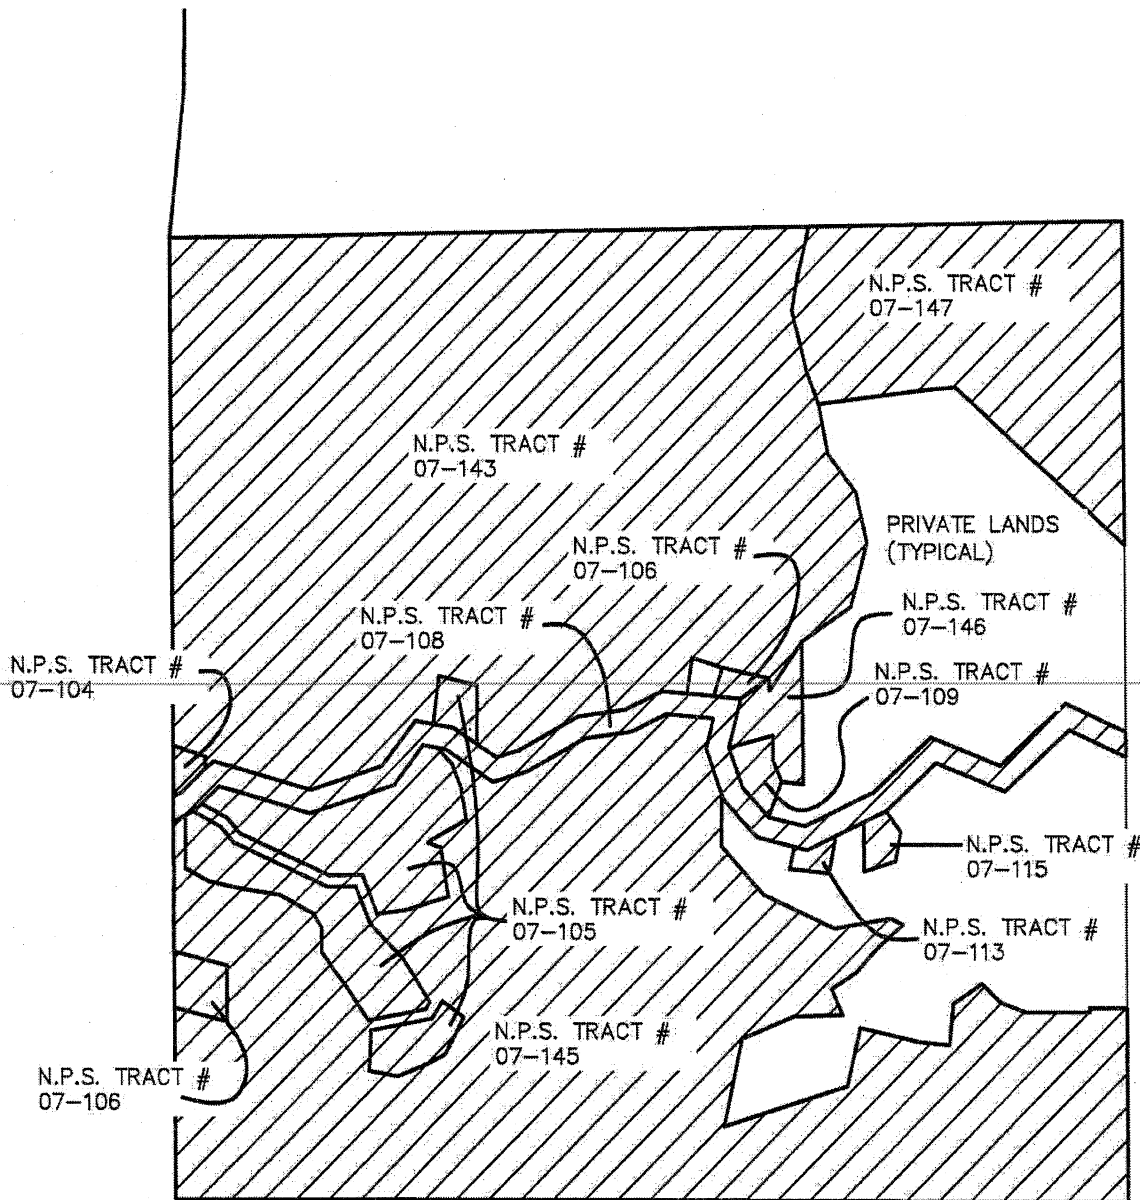 N.P.S. TRACT #
07-147
N.P.S. TRACT #
07-143
PRIVATE LANDS
(TYPICAL)
N.P.S. TRACT #
07-106
N.P.S. TRACT #
07-146
N.P.S. TRACT #
07-108
N.P.S. TRACT #
07-104
N.P.S. TRACT #
07-109
N.P.S. TRACT #
07-115
N.P.S. TRACT #
07-105
N.P.S. TRACT #
07-113
N.P.S. TRACT #
07-145
N.P.S. TRACT #
07-106